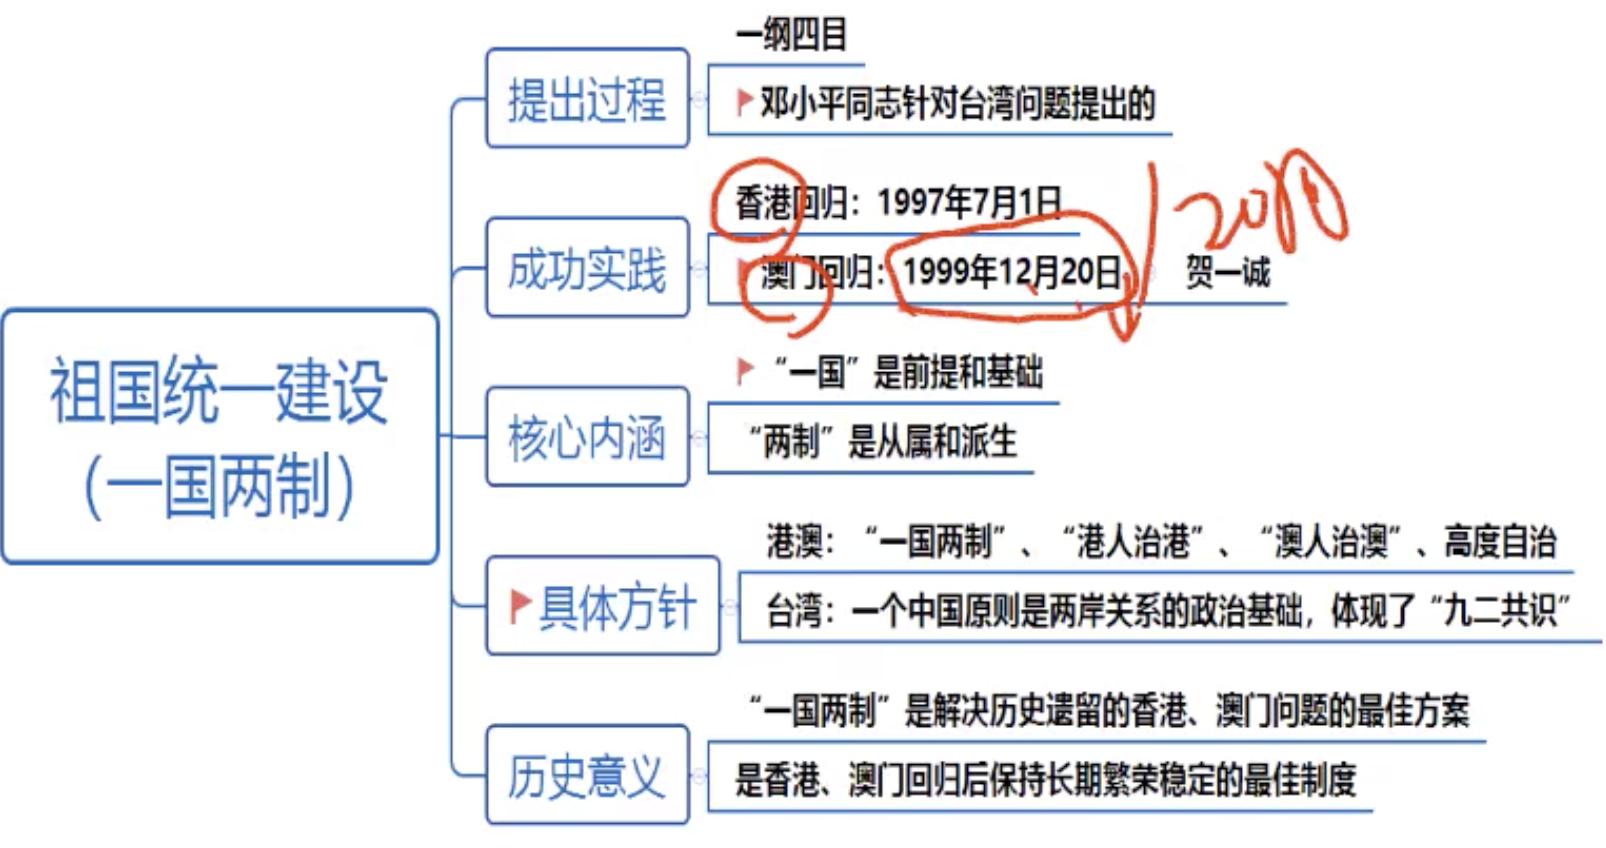 祖国统一建设
（一国两制）
提出过程
一纲四目
邓小平同志针对台湾问题提出的
成功实践
香港回归：1997年7月1日
澳门回归：1999年12月20日
贺一诚
核心内涵
“一国”是前提和基础
“两制”是从属和派生
具体方针
港澳：“一国两制”、“港人治港”、“澳人治澳”、高度自治
台湾：一个中国原则是两岸关系的政治基础，体现了“九二共识”
历史意义
“一国两制”是解决历史遗留的香港、澳门问题的最佳方案
是香港、澳门回归后保持长期繁荣稳定的最佳制度